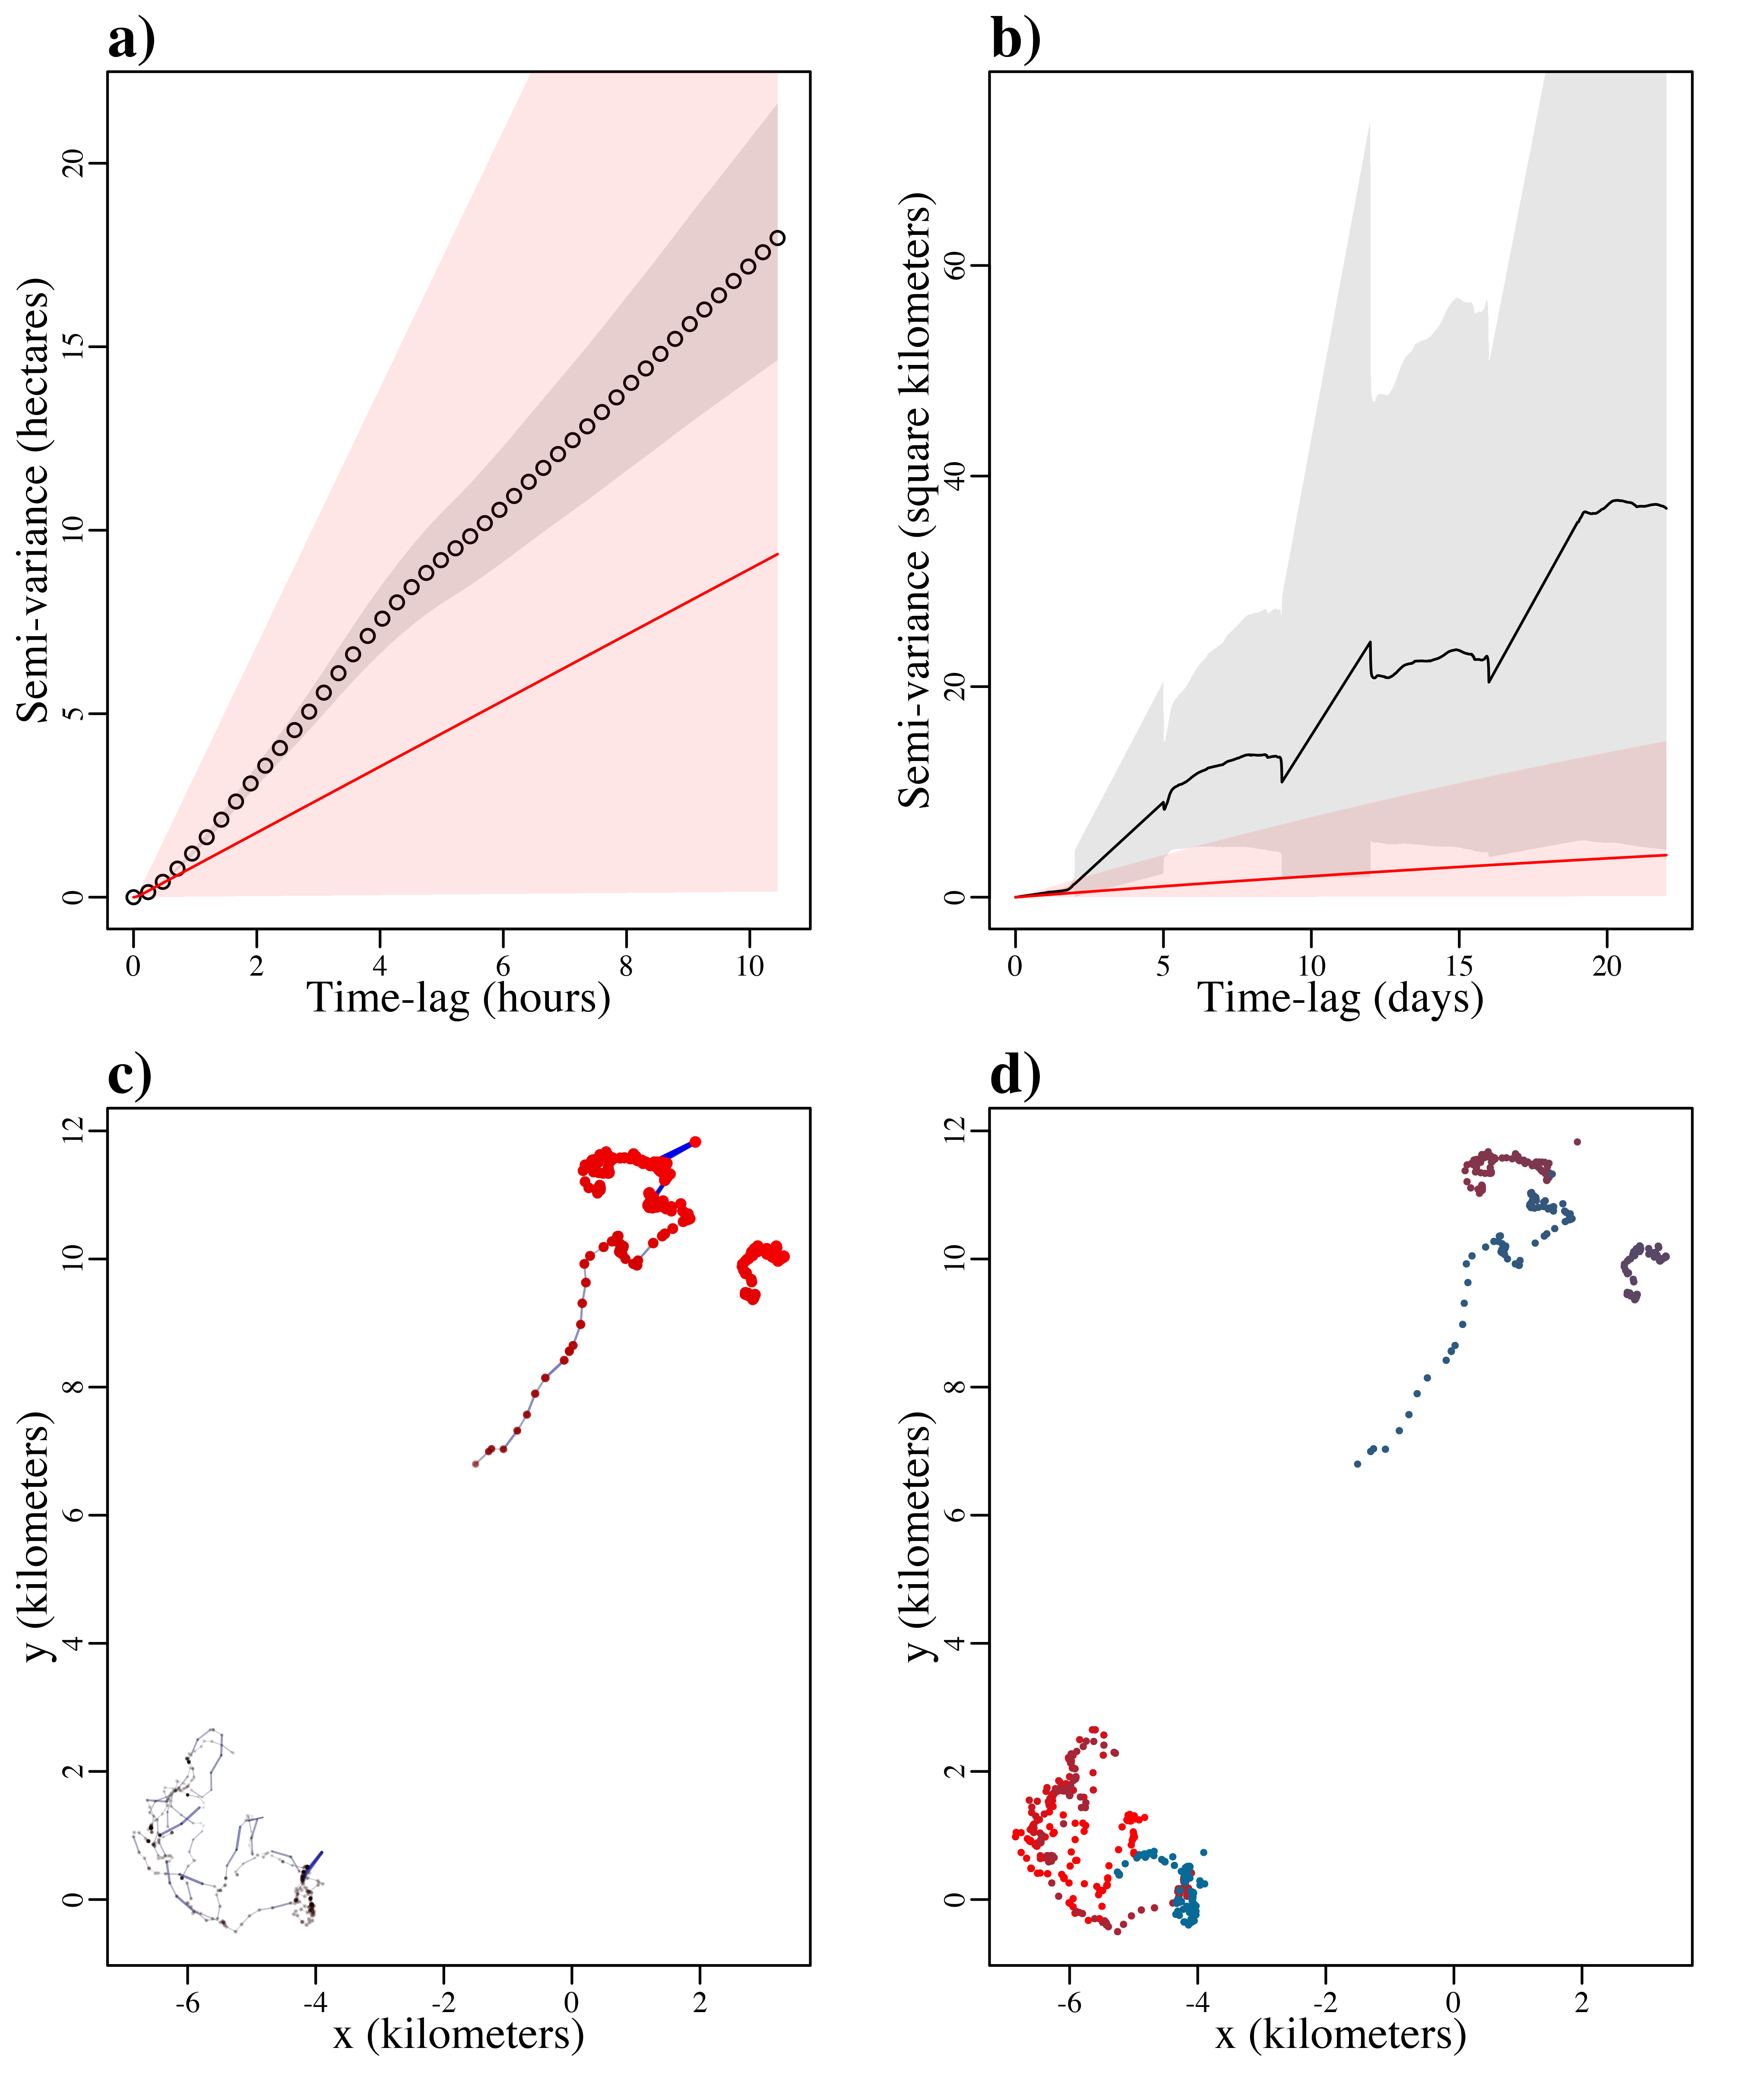 a)
Semi-variance (hectares)
0 5 10 15 20
0 2 4 6 8 10
Time-lag (hours)
b)
Semi-variance (square kilometers)
0 20 40 60
0 5 10 15 20
Time-lag (days)
c)
y (kilometers)
0 2 4 6 8 10 12
-6 -4 -2 0 2
x (kilometers)
d)
y (kilometers)
0 2 4 6 8 10 12
-6 -4 -2 0 2
x (kilometers)